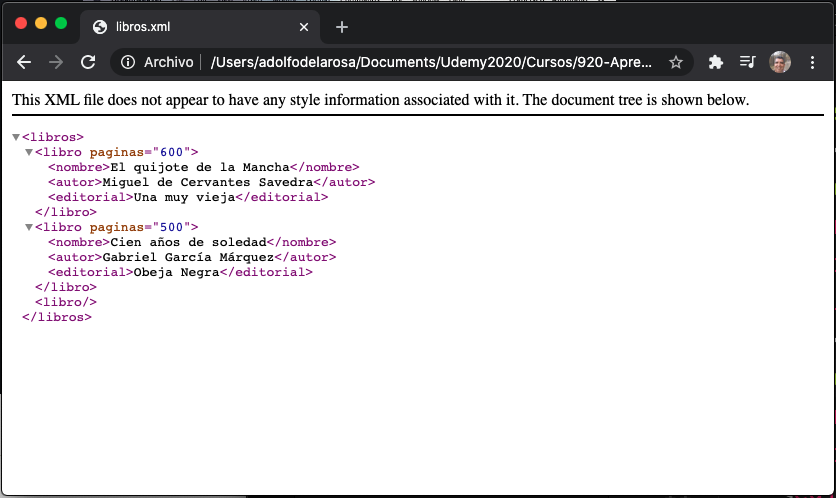 libros.xml
Archivo /Users/adolfodelarosa/Documents/Udemy2020/Cursos/920-Apre...
This XML file does not appear to have any style information associated with it. The document tree is shown below.
▼<libros>
▼<libro paginas="600">
<nombre>El quijote de la Mancha</nombre>
<autor>Miguel de Cervantes Savedra</autor>
<editorial>Una muy vieja</editorial>
</libro>
▼<libro paginas="500">
<nombre>Cien años de soledad</nombre>
<autor>Gabriel García Márquez</autor>
<editorial>Obeja Negra</editorial>
</libro>
<libro/>
</libros>